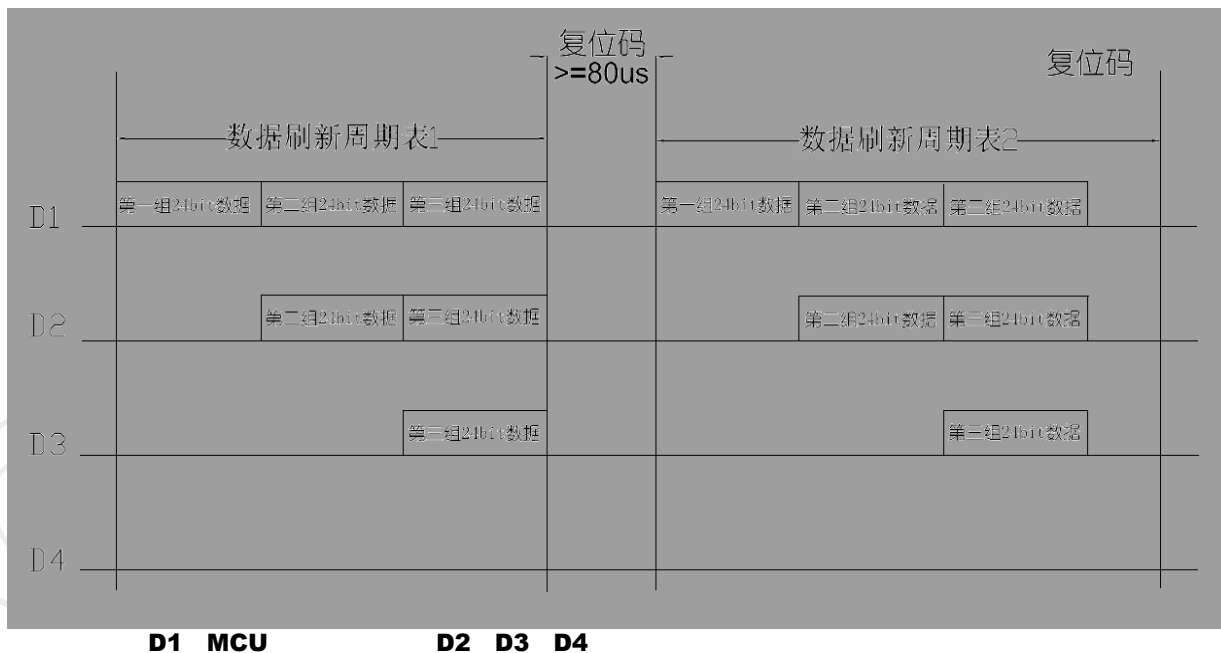 复位码
>=80us
复位码
数据刷新周期表1
数据刷新周期表2
D1
第一组24bit数据
第二组24bit数据
第三组24bit数据
第一组24bit数据
第二组24bit数据
第三组24bit数据
D2
第二组24bit数据
第三组24bit数据
第二组24bit数据
第三组24bit数据
D3
第三组24bit数据
第三组24bit数据
D4
D1 MCU D2 D3 D4